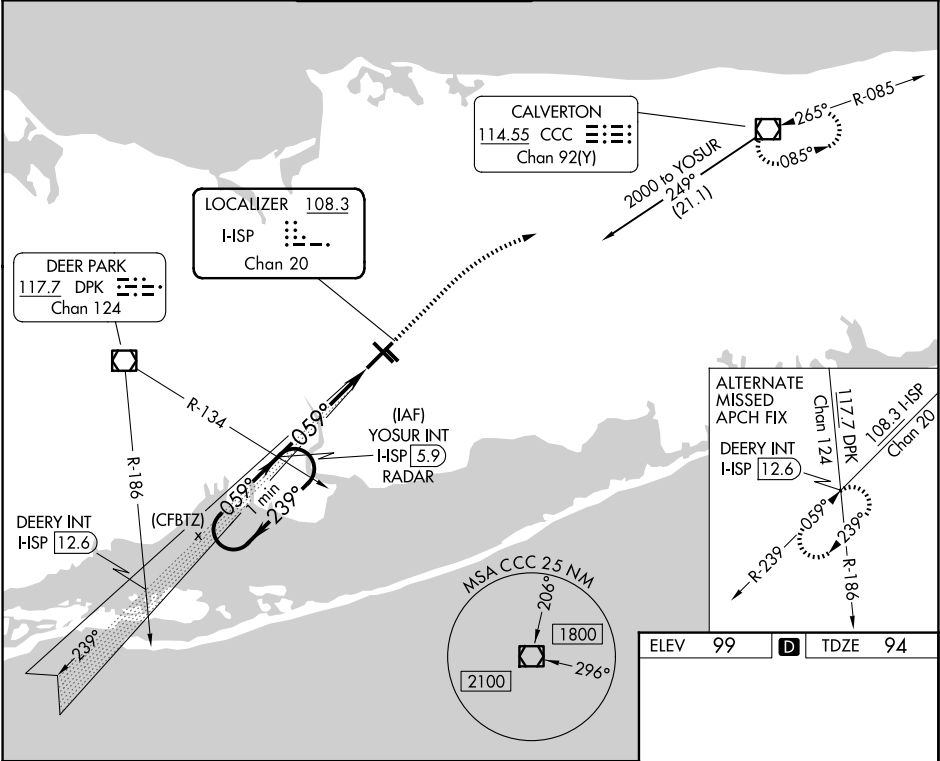 CALVERTON
114.55 CCC
Chan 92(Y)
265°
R-085
085°
2000 to YOSUR
249°
(21.1)
LOCALIZER 108.3
I-ISP
Chan 20
DEER PARK
117.7 DPK
Chan 124
R-134
R-186
059°
(IAF)
YOSUR INT
I-ISP 5.9
RADAR
059°
1 min
239°
(CFBTZ)
x
DEERY INT
I-ISP 12.6
239°
MSA CCC 25 NM
206°
1800
296°
2100
ALTERNATE
MISSED
APCH FIX
117.7 DPK
Chan 124
108.3 I-ISP
Chan 20
DEERY INT
I-ISP 12.6
059°
239°
R-239
R-186
ELEV 99 D TDZE 94